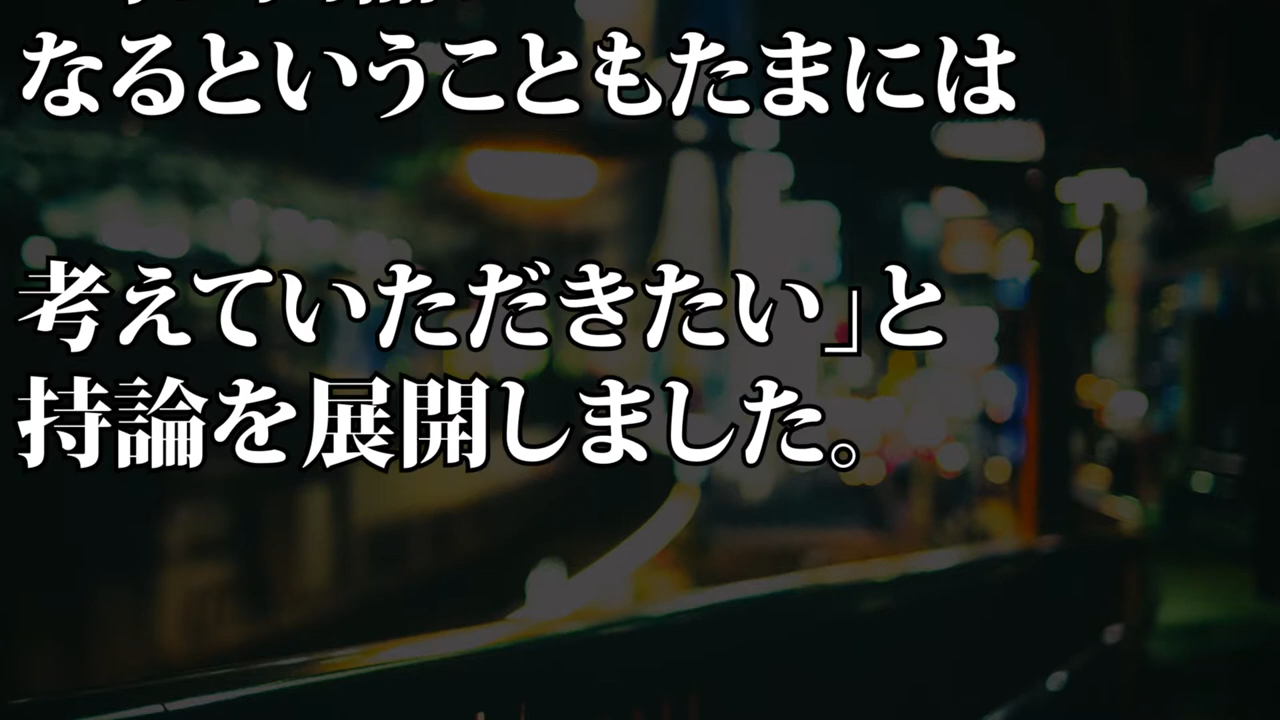 なるということもたまには
考えていただきたい」と
持論を展開しました。